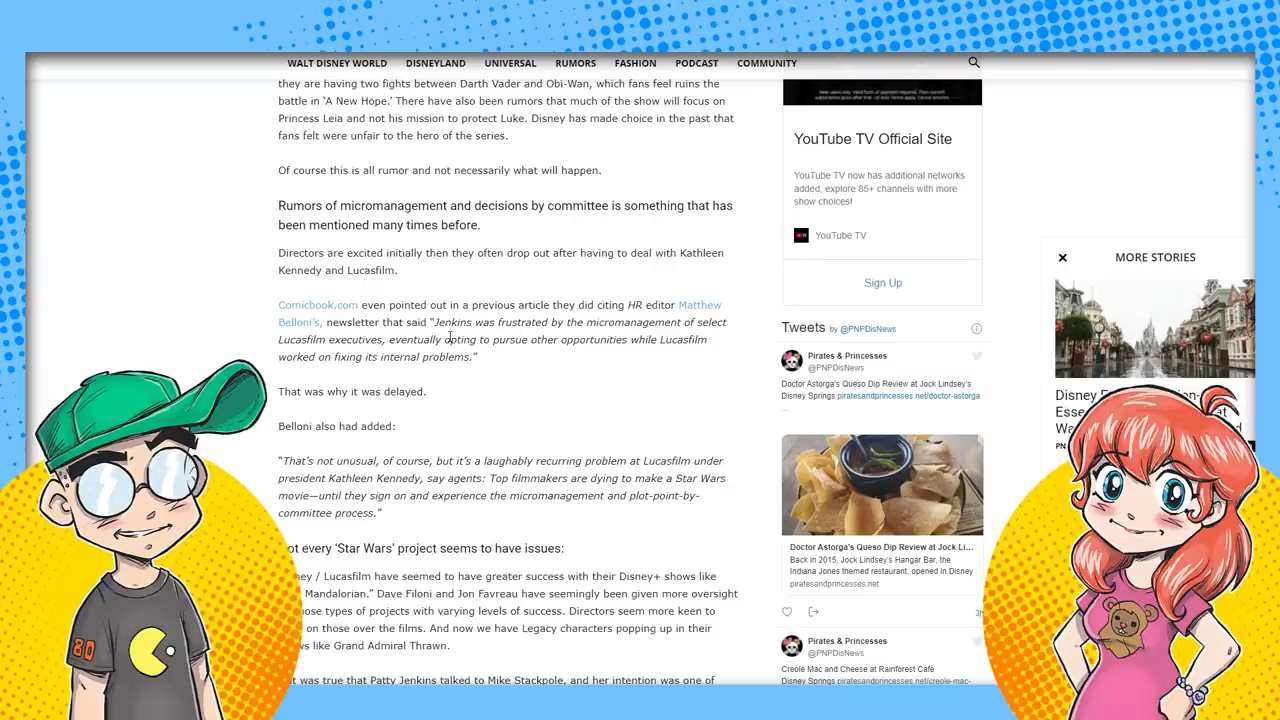 WALT DISNEY WORLD DISNEYLAND UNIVERSAL RUMORS FASHION PODCAST COMMUNITY
they are having two fights between Darth Vader and Obi-Wan, which fans feel ruins the
battle in ‘A New Hope.’ There have also been rumors that much of the show will focus on
Princess Leia and not his mission to protect Luke. Disney has made choice in the past that
fans felt were unfair to the hero of the series.
Of course this is all rumor and not necessarily what will happen.
Rumors of micromanagement and decisions by committee is something that has
been mentioned many times before.
Directors are excited initially then they often drop out after having to deal with Kathleen
Kennedy and Lucasfilm.
Comicbook.com even pointed out in a previous article they did citing HR editor Matthew
Belloni’s, newsletter that said “Jenkins was frustrated by the micromanagement of select
Lucasfilm executives, eventually opting to pursue other opportunities while Lucasfilm
worked on fixing its internal problems.”
That was why it was delayed.
Belloni also had added:
“That’s not unusual, of course, but it’s a laughably recurring problem at Lucasfilm under
president Kathleen Kennedy, say agents: Top filmmakers are dying to make a Star Wars
movie—until they sign on and experience the micromanagement and plot-point-by-
committee process.”
ot every ‘Star Wars’ project seems to have issues:
ney / Lucasfilm have seemed to have greater success with their Disney+ shows like
Mandalorian.” Dave Filoni and Jon Favreau have seemingly been given more oversight
ose types of projects with varying levels of success. Directors seem more keen to
on those over the films. And now we have Legacy characters popping up in their
ws like Grand Admiral Thrawn.
t was true that Patty Jenkins talked to Mike Stackpole, and her intention was one of
YouTube TV Official Site
YouTube TV now has additional networks
added, explore 85+ channels with more
show choices!
YouTube TV
Sign Up
Tweets by @PNPDisNews
Pirates & Princesses
@PNPDisNews
Doctor Astorga's Queso Dip Review at Jock Lindsey's
Disney Springs piratesandprincesses.net/doctor-astorga
...
Doctor Astorga's Queso Dip Review at Jock Li...
Back in 2015, Jock Lindsey's Hangar Bar, the
Indiana Jones themed restaurant, opened in Disney
piratesandprincesses.net
3h
Pirates & Princesses
@PNPDisNews
Creole Mac and Cheese at Rainforest Café
Disney Springs piratesandprincesses.net/creole-mac-
MORE STORIES
Disney
Esse
Wa
PN
80